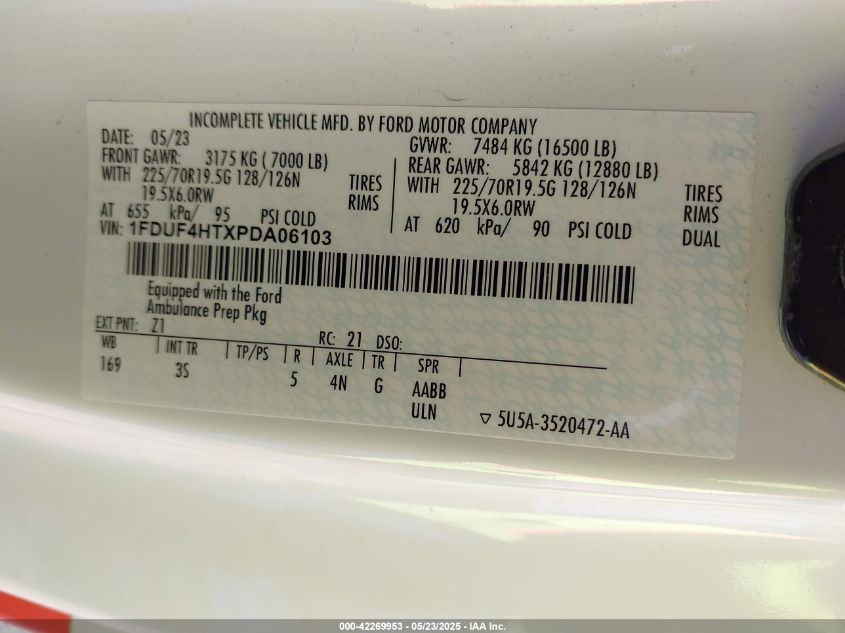 INCOMPLETE VEHICLE MFD. BY FORD MOTOR COMPANY
DATE: 05/23
GVWR: 7484 KG (16500 LB)
FRONT GAWR: 3175 KG (7000 LB)
REAR GAWR: 5842 KG (12880 LB)
WITH 225/70R19.5G 128/126N TIRES
WITH 225/70R19.5G 128/126N TIRES
19.5X6.0RW RIMS
19.5X6.0RW RIMS
AT 655 kPa/ 95 PSI COLD
AT 620 kPa/ 90 PSI COLD DUAL
VIN: 1FDUF4HTXPDA06103
Equipped with the Ford
Ambulance Prep Pkg
EXT PNT: Z1 RC: 21 DSO:
WB INT TR TP/PS R AXLE TR SPR
169 3S 5 4N G AABB
ULN 5U5A-3520472-AA
000-42269953 - 05/23/2025 - IAA Inc.